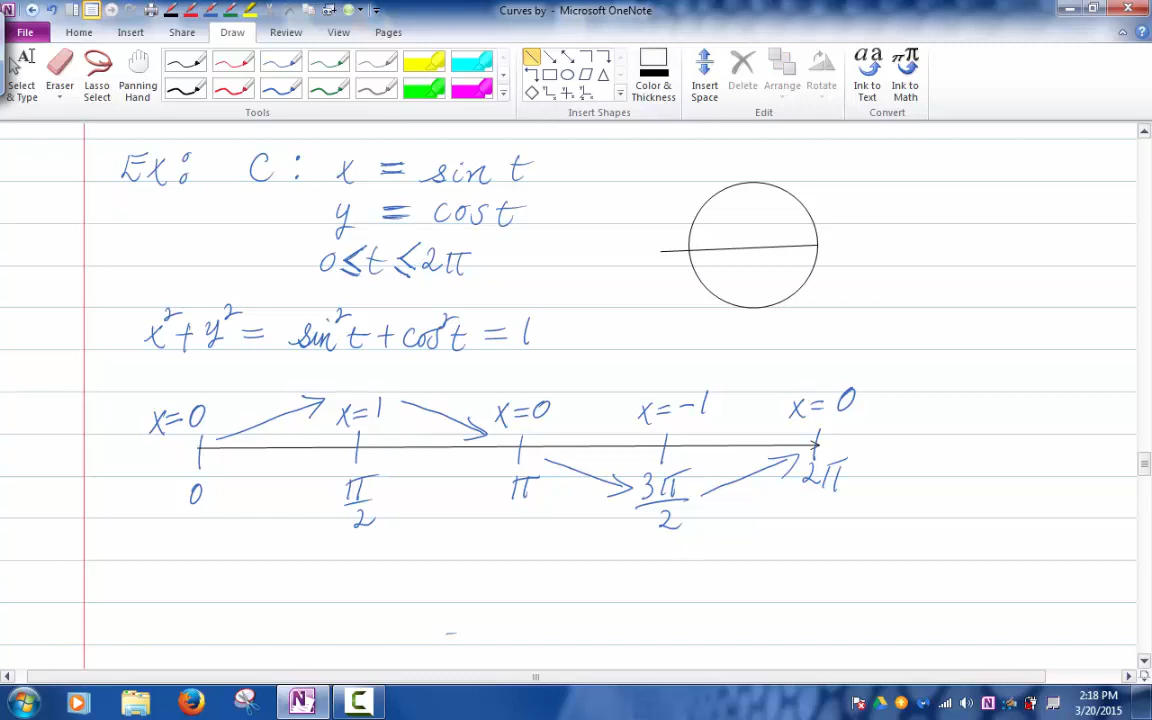 Curves by - Microsoft OneNote
File Home Insert Share Draw Review View Pages
Select & Type Eraser Lasso Select Panning Hand Color & Thickness Insert Space Delete Arrange Rotate Ink to Text Ink to Math
Tools Insert Shapes Edit Convert
Ex: C: x = sin t
y = cos t
0 ≤ t ≤ 2π
x² + y² = sin² t + cos² t = 1
x=0 x=1 x=0 x=-1 x=0
0 π/2 π 3π/2 2π
2:18 PM
3/20/2015